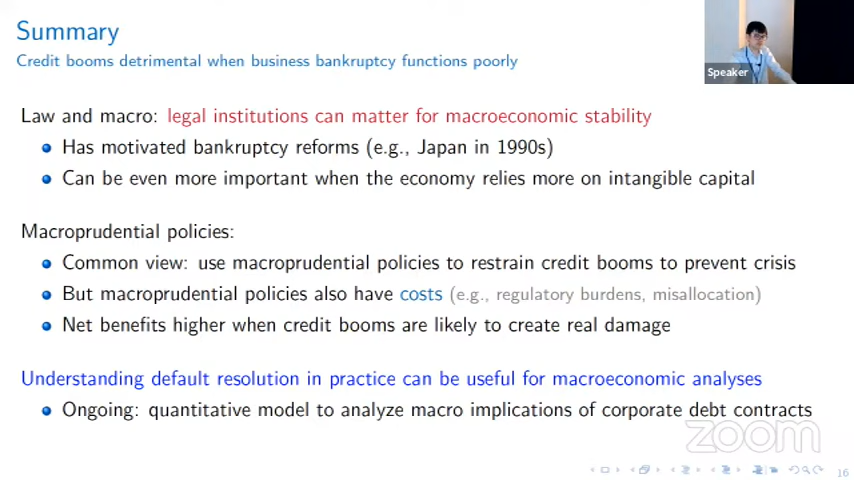 Summary
Credit booms detrimental when business bankruptcy functions poorly
Speaker
Law and macro: legal institutions can matter for macroeconomic stability
Has motivated bankruptcy reforms (e.g., Japan in 1990s)
Can be even more important when the economy relies more on intangible capital
Macroprudential policies:
Common view: use macroprudential policies to restrain credit booms to prevent crisis
But macroprudential policies also have costs (e.g., regulatory burdens, misallocation)
Net benefits higher when credit booms are likely to create real damage
Understanding default resolution in practice can be useful for macroeconomic analyses
Ongoing: quantitative model to analyze macro implications of corporate debt contracts
zoom
16